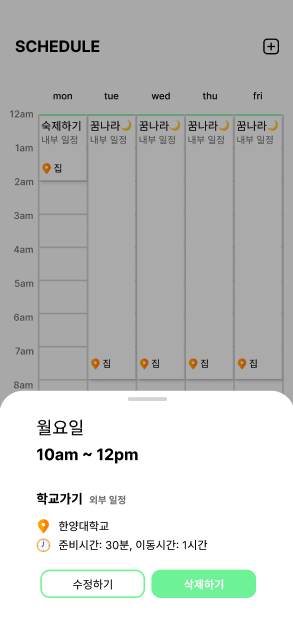 SCHEDULE
mon tue wed thu fri
12am
숙제하기 꿈나라🌙 꿈나라🌙 꿈나라🌙 꿈나라🌙
내부 일정 내부 일정 내부 일정 내부 일정 내부 일정
1am
집
2am
3am
4am
5am
6am
7am
집 집 집 집
8am
월요일
10am ~ 12pm
학교가기 외부 일정
한양대학교
준비시간: 30분, 이동시간: 1시간
수정하기 삭제하기